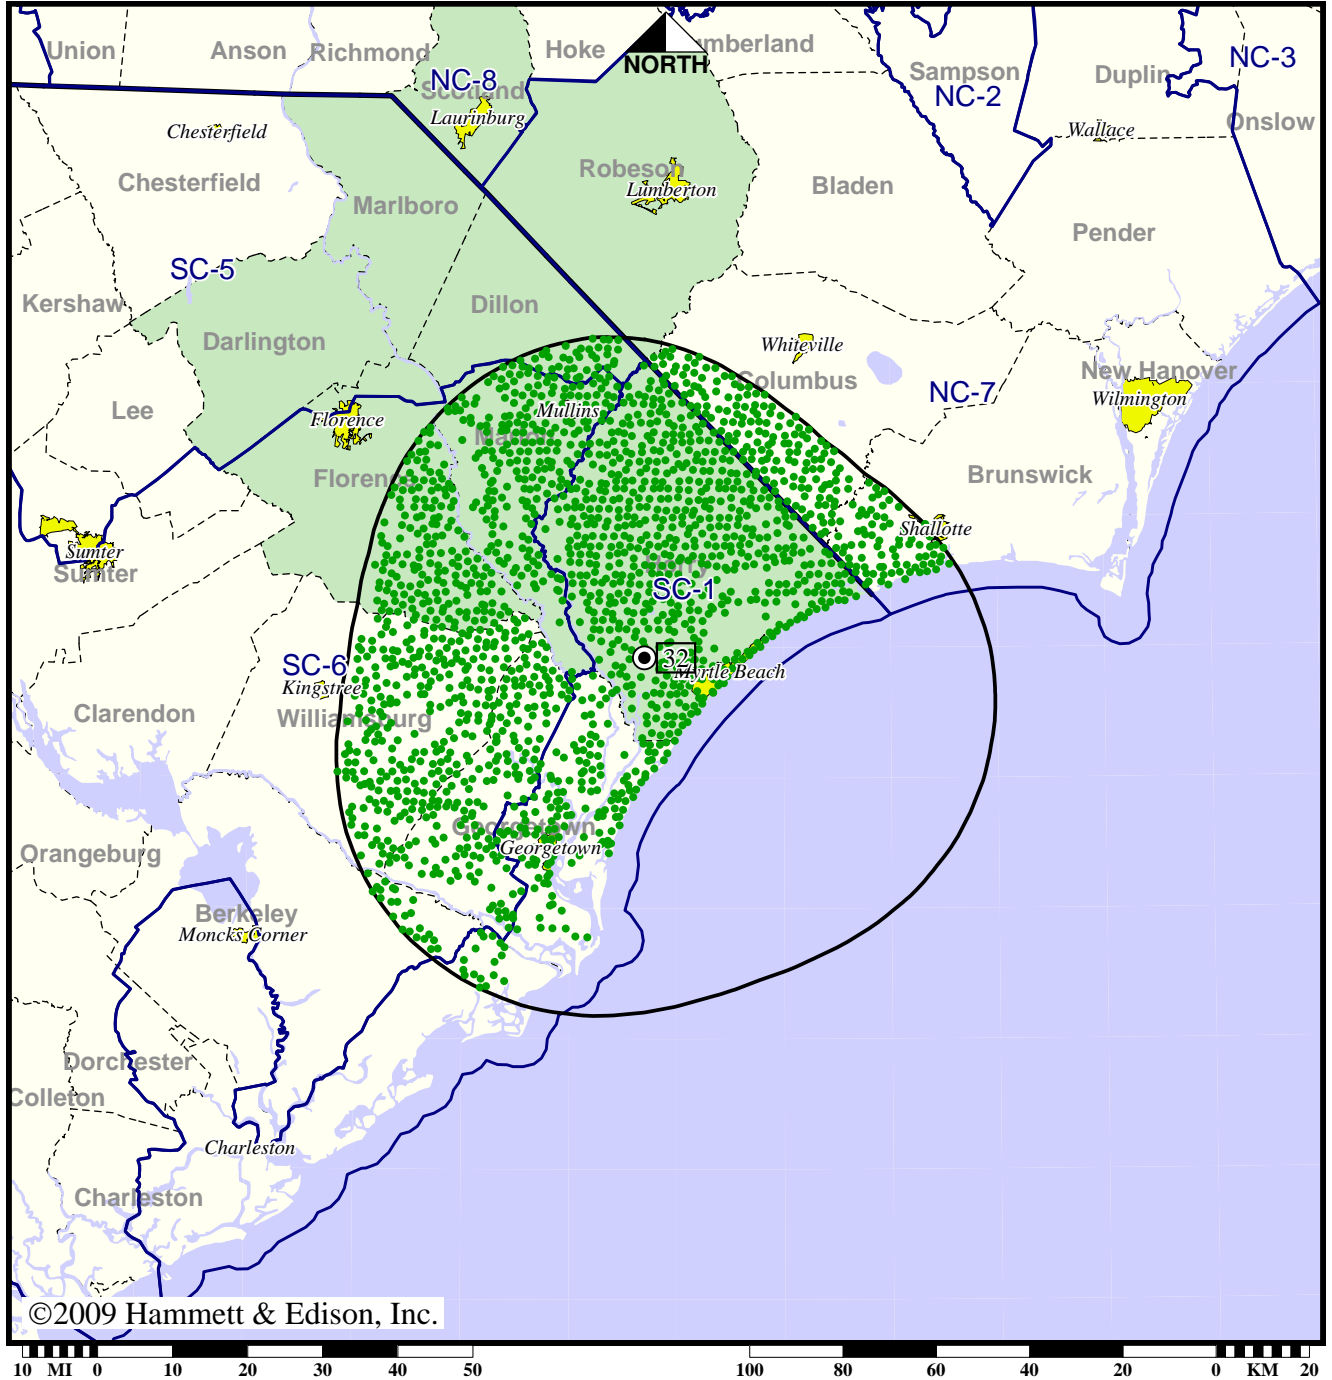 Union
Anson
Richmond
Hoke
umberland
NORTH
NC-8
Scotland
Laurinburg
Sampson
NC-2
Duplin
NC-3
Onslow
Wallace
Chesterfield
Chesterfield
Marlboro
Robeson
Lumberton
Bladen
Pender
SC-5
Kershaw
Dillon
Darlington
Whiteville
Columbus
NC-7
New Hanover
Wilmington
Lee
Florence
Mullins
Marion
Florence
Brunswick
Shallotte
Sumter
Sumter
Horry
SC-1
SC-6
Kingstree
32
Myrtle Beach
Clarendon
Williamsburg
Georgetown
Georgetown
Orangeburg
Berkeley
Moncks Corner
Dorchester
Colleton
Charleston
Charleston
©2009 Hammett & Edison, Inc.
10 MI 0 10 20 30 40 50
100 80 60 40 20 0 KM 20